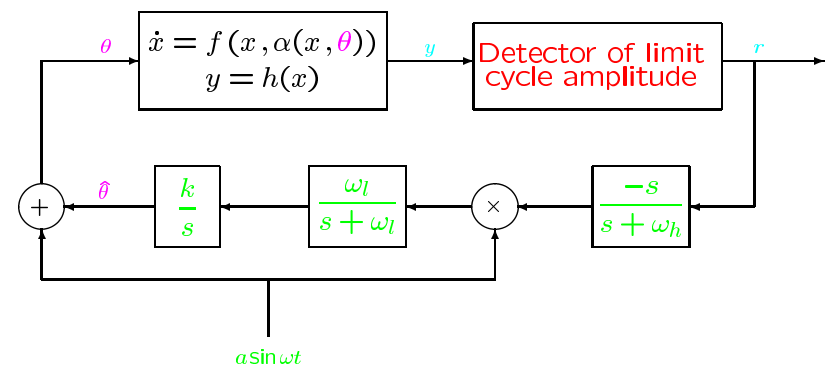 θ
ẋ = f(x, α(x, θ))
y = h(x)
y
Detector of limit
cycle amplitude
r
+
θ̂
k/s
ω_l/(s + ω_l)
×
−s/(s + ω_h)
a sin ωt